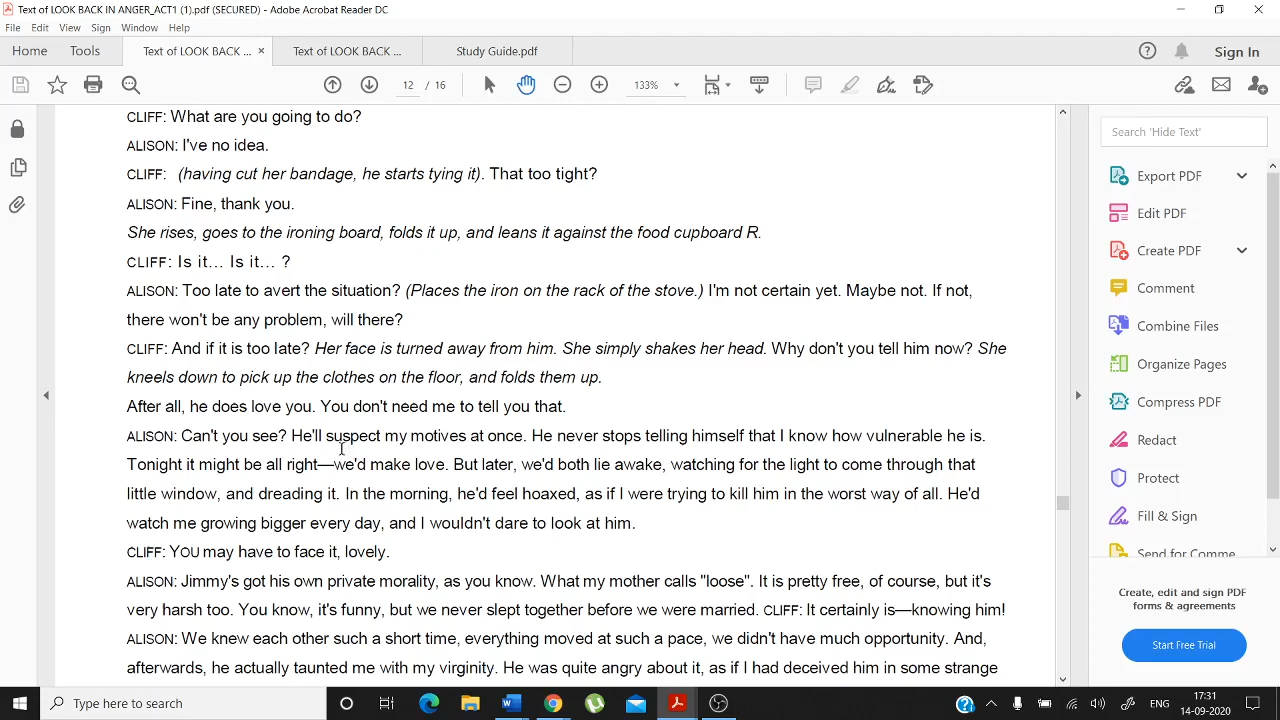 Text of LOOK BACK IN ANGER_ACT1 (1).pdf (SECURED) - Adobe Acrobat Reader DC
File Edit View Sign Window Help
Home Tools Text of LOOK BACK ... × Text of LOOK BACK ... Study Guide.pdf Sign In
12 / 16 133%
CLIFF: What are you going to do?
ALISON: I've no idea.
CLIFF: (having cut her bandage, he starts tying it). That too tight?
ALISON: Fine, thank you.
She rises, goes to the ironing board, folds it up, and leans it against the food cupboard R.
CLIFF: Is it... Is it... ?
ALISON: Too late to avert the situation? (Places the iron on the rack of the stove.) I'm not certain yet. Maybe not. If not,
there won't be any problem, will there?
CLIFF: And if it is too late? Her face is turned away from him. She simply shakes her head. Why don't you tell him now? She
kneels down to pick up the clothes on the floor, and folds them up.
After all, he does love you. You don't need me to tell you that.
ALISON: Can't you see? He'll suspect my motives at once. He never stops telling himself that I know how vulnerable he is.
Tonight it might be all right—we'd make love. But later, we'd both lie awake, watching for the light to come through that
little window, and dreading it. In the morning, he'd feel hoaxed, as if I were trying to kill him in the worst way of all. He'd
watch me growing bigger every day, and I wouldn't dare to look at him.
CLIFF: YOU may have to face it, lovely.
ALISON: Jimmy's got his own private morality, as you know. What my mother calls "loose". It is pretty free, of course, but it's
very harsh too. You know, it's funny, but we never slept together before we were married. CLIFF: It certainly is—knowing him!
ALISON: We knew each other such a short time, everything moved at such a pace, we didn't have much opportunity. And,
afterwards, he actually taunted me with my virginity. He was quite angry about it, as if I had deceived him in some strange
Search 'Hide Text'
Export PDF
Edit PDF
Create PDF
Comment
Combine Files
Organize Pages
Compress PDF
Redact
Protect
Fill & Sign
Send for Comme
Create, edit and sign PDF
forms & agreements
Start Free Trial
Type here to search
ENG
17:31
14-09-2020